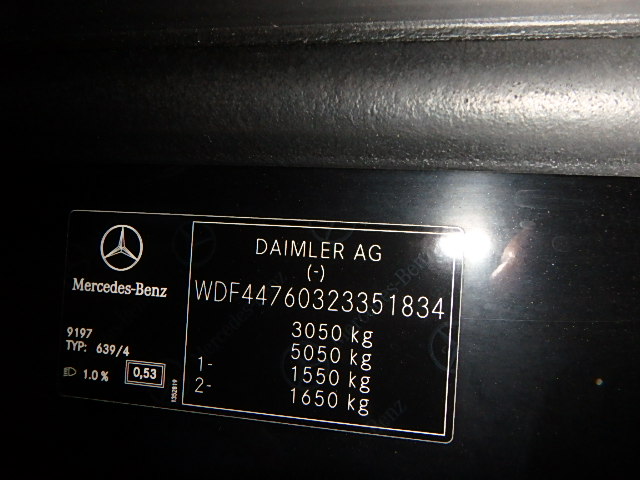 Mercedes-Benz
9197
TYP: 639/4
1.0 %
0,53
1352819
DAIMLER AG
(-)
WDF44760323351834
3050 kg
5050 kg
1- 1550 kg
2- 1650 kg